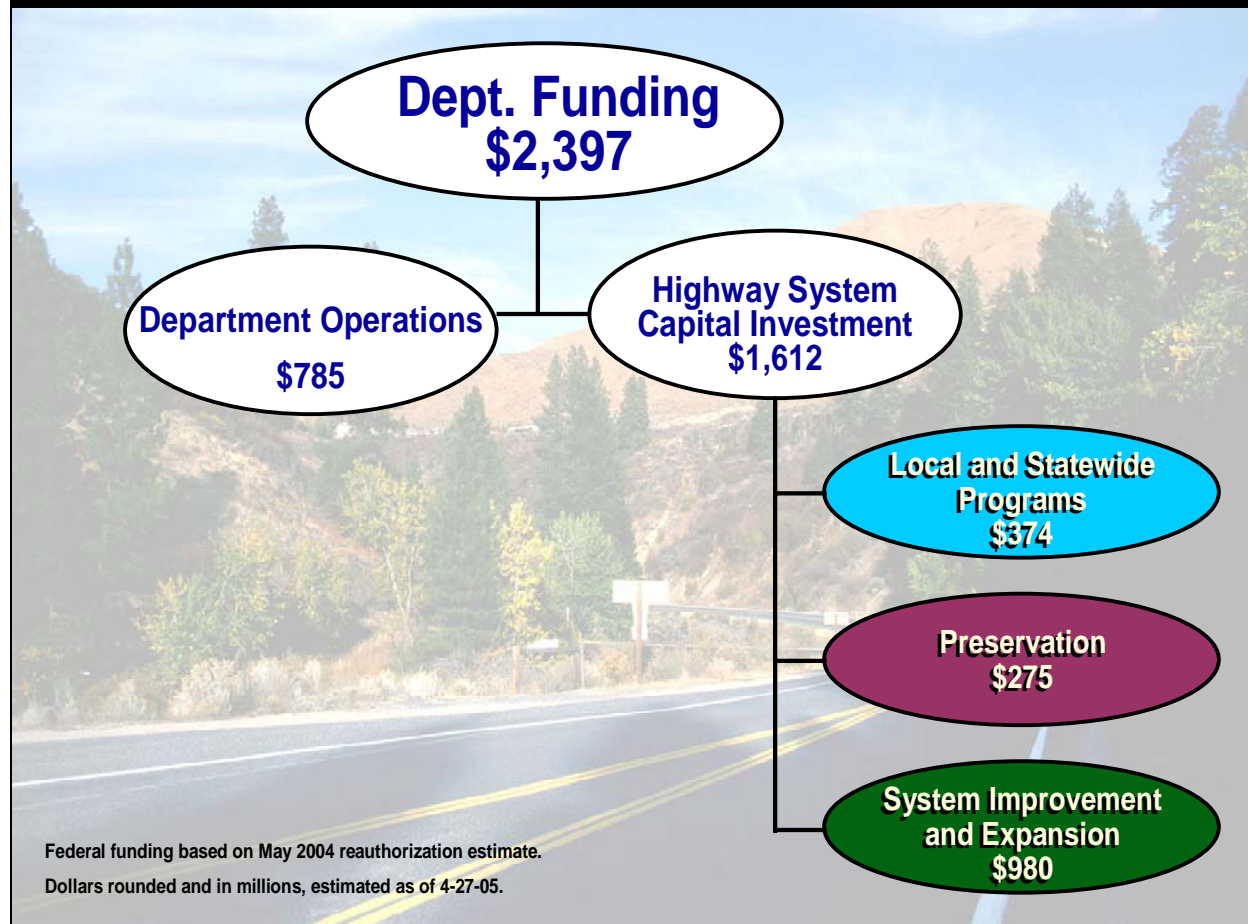 Dept. Funding
$2,397
Department Operations
$785
Highway System
Capital Investment
$1,612
Local and Statewide
Programs
$374
Preservation
$275
System Improvement
and Expansion
$980
Federal funding based on May 2004 reauthorization estimate.
Dollars rounded and in millions, estimated as of 4-27-05.